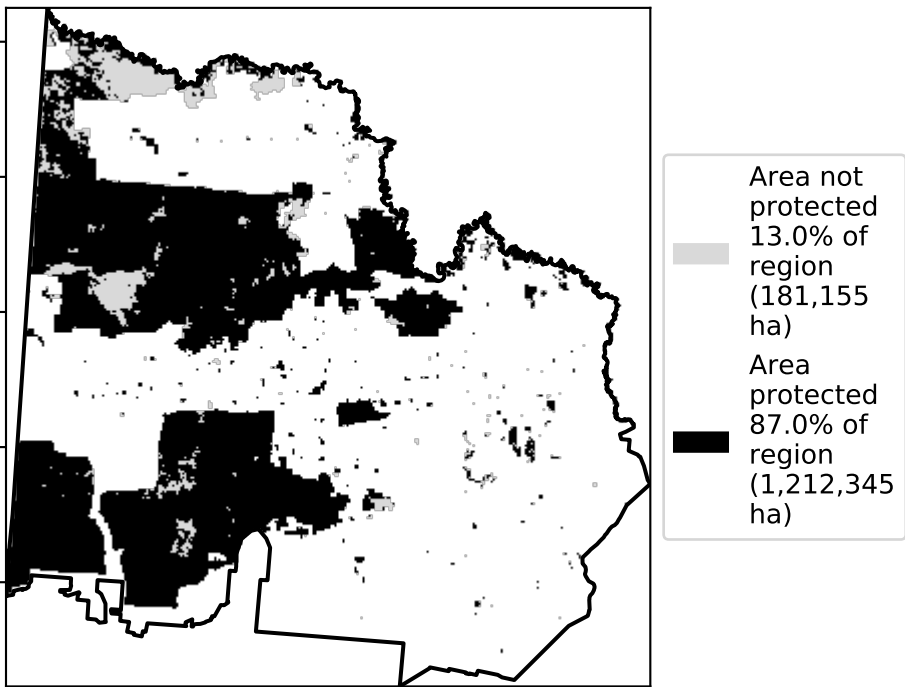 Area not
protected
13.0% of
region
(181,155
ha)
Area
protected
87.0% of
region
(1,212,345
ha)